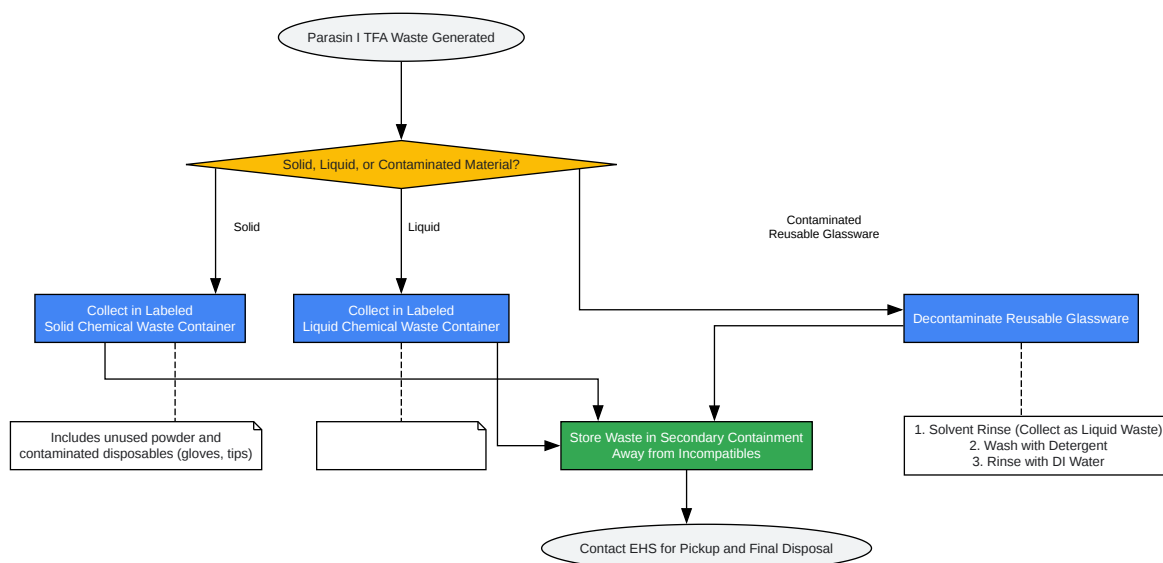 Parasin I TFA Waste Generated
Solid, Liquid, or Contaminated Material?
Solid
Liquid
Contaminated
Reusable Glassware
Collect in Labeled
Solid Chemical Waste Container
Collect in Labeled
Liquid Chemical Waste Container
Decontaminate Reusable Glassware
Includes unused powder and
contaminated disposables (gloves, tips)
Store Waste in Secondary Containment
Away from Incompatibles
1. Solvent Rinse (Collect as Liquid Waste)
2. Wash with Detergent
3. Rinse with DI Water
Contact EHS for Pickup and Final Disposal